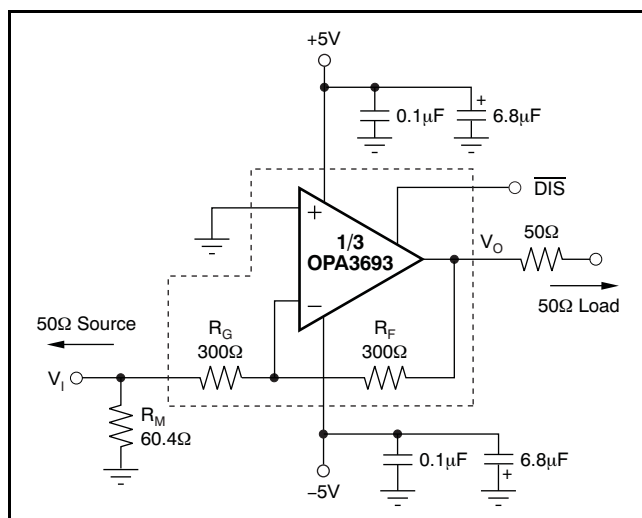 +5V
0.1μF
+
6.8μF
DIS
+
1/3
OPA3693
−
V_O
50Ω
50Ω Load
50Ω Source
R_G
300Ω
R_F
300Ω
V_I
R_M
60.4Ω
0.1μF
6.8μF
+
−5V